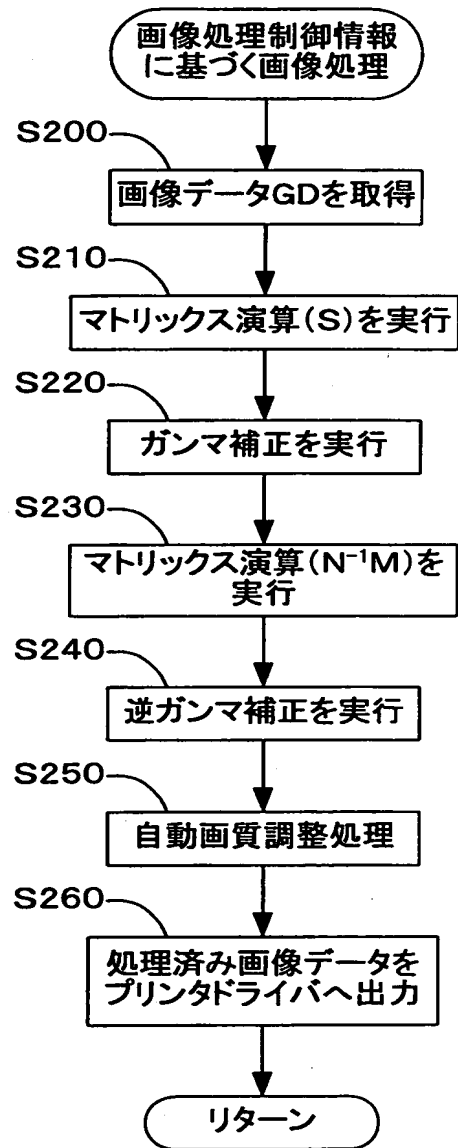 画像処理制御情報
に基づく画像処理
S200
画像データGDを取得
S210
マトリックス演算(S)を実行
S220
ガンマ補正を実行
S230
マトリックス演算(N⁻¹M)を
実行
S240
逆ガンマ補正を実行
S250
自動画質調整処理
S260
処理済み画像データを
プリンタドライバへ出力
リターン